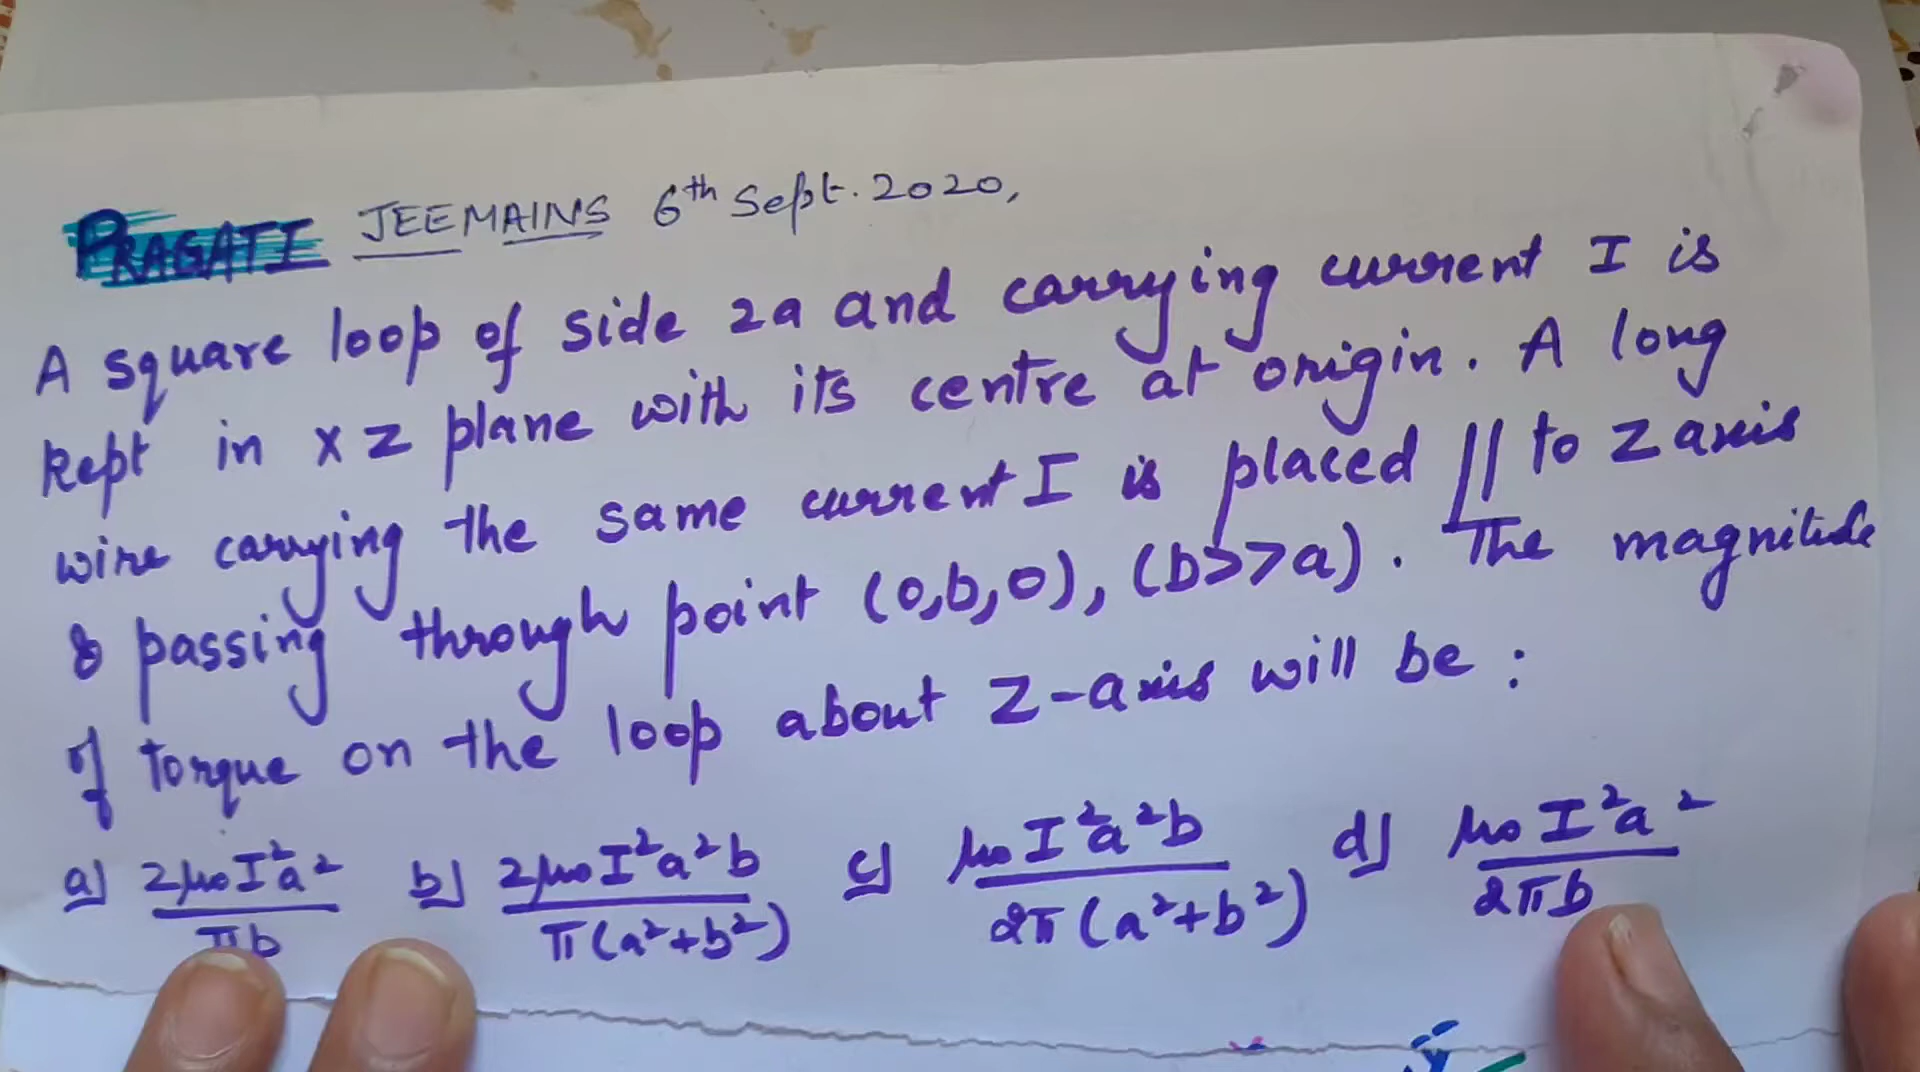 PRAGATI JEEMAINS 6th Sept. 2020,
A square loop of side 2a and carrying current I is
kept in xz plane with its centre at origin. A long
wire carrying the same current I is placed || to z axis
& passing through point (0,b,0), (b>>a). The magnitude
of torque on the loop about z-axis will be :
a) 2μ₀I²a²/πb b) 2μ₀I²a²b/π(a²+b²) c) μ₀I²a²b/2π(a²+b²) d) μ₀I²a²/2πb